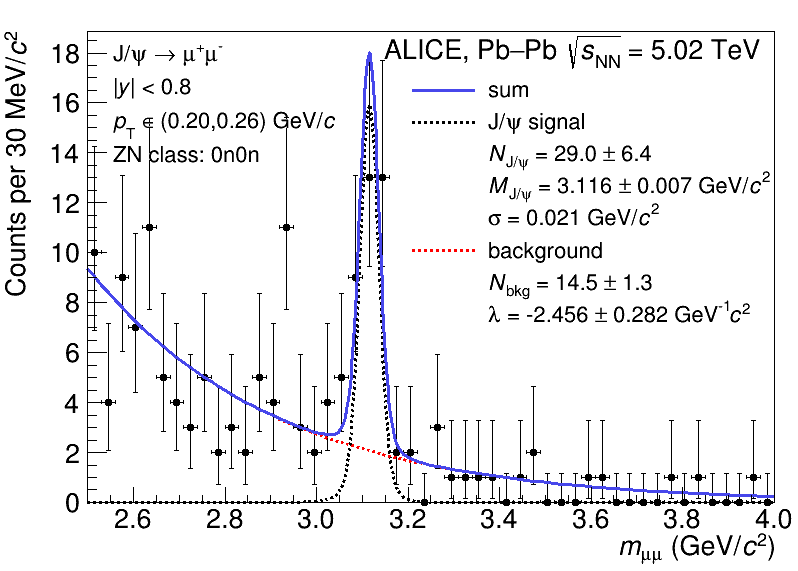 Counts per 30 MeV/c²
18
16
14
12
10
8
6
4
2
0
J/ψ → μ⁺μ⁻
|y| < 0.8
p_T ∈ (0.20,0.26) GeV/c
ZN class: 0n0n
ALICE, Pb–Pb √s_NN = 5.02 TeV
sum
J/ψ signal
N_J/ψ = 29.0 ± 6.4
M_J/ψ = 3.116 ± 0.007 GeV/c²
σ = 0.021 GeV/c²
background
N_bkg = 14.5 ± 1.3
λ = -2.456 ± 0.282 GeV⁻¹c²
2.6 2.8 3.0 3.2 3.4 3.6 3.8 4.0
m_μμ (GeV/c²)